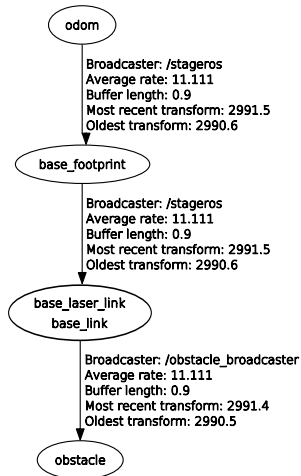 odom
Broadcaster: /stageros
Average rate: 11.111
Buffer length: 0.9
Most recent transform: 2991.5
Oldest transform: 2990.6
base_footprint
Broadcaster: /stageros
Average rate: 11.111
Buffer length: 0.9
Most recent transform: 2991.5
Oldest transform: 2990.6
base_laser_link
base_link
Broadcaster: /obstacle_broadcaster
Average rate: 11.111
Buffer length: 0.9
Most recent transform: 2991.4
Oldest transform: 2990.5
obstacle